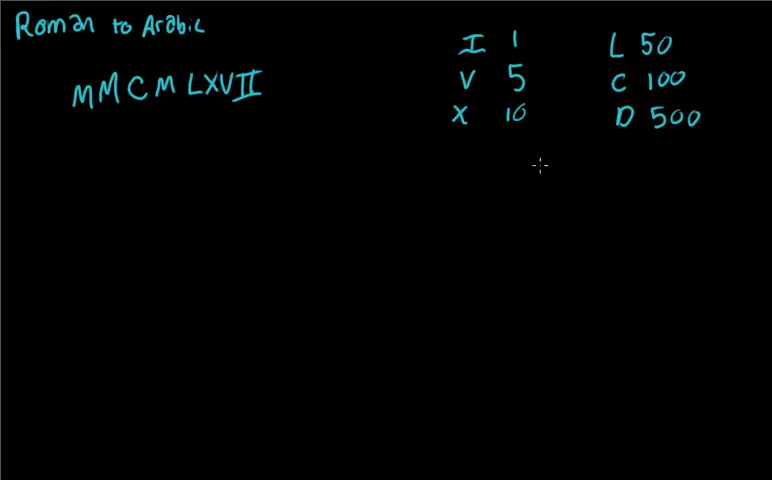 Roman to Arabic
MMCMLXVII
I 1
V 5
X 10
L 50
C 100
D 500